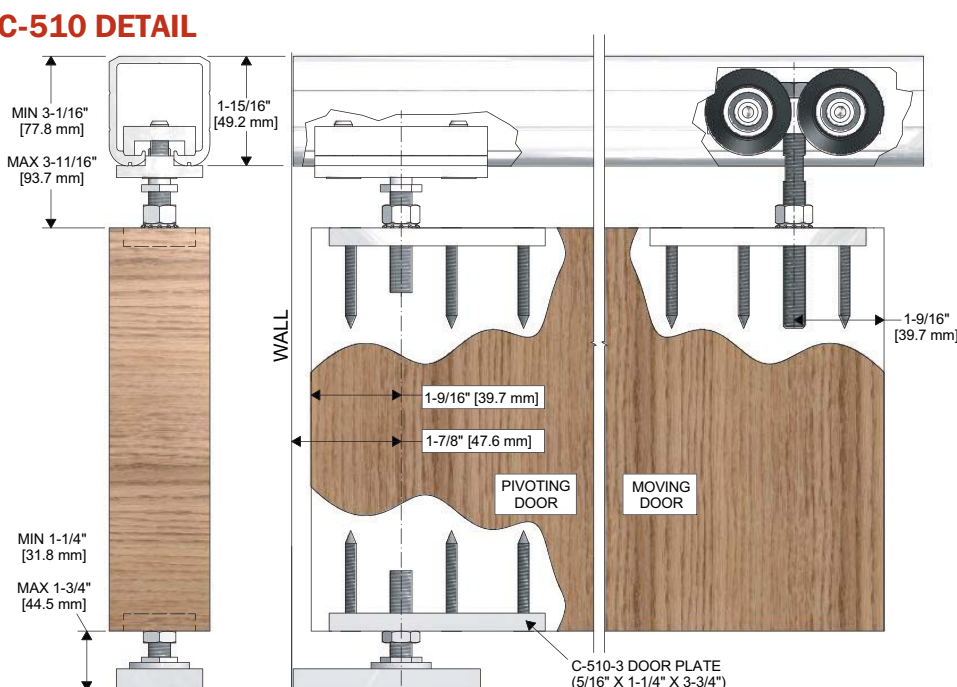 C-510 DETAIL
MIN 3-1/16"
[77.8 mm]
MAX 3-11/16"
[93.7 mm]
1-15/16"
[49.2 mm]
WALL
1-9/16"
[39.7 mm]
1-9/16" [39.7 mm]
1-7/8" [47.6 mm]
PIVOTING
DOOR
MOVING
DOOR
MIN 1-1/4"
[31.8 mm]
MAX 1-3/4"
[44.5 mm]
C-510-3 DOOR PLATE
(5/16" X 1-1/4" X 3-3/4")